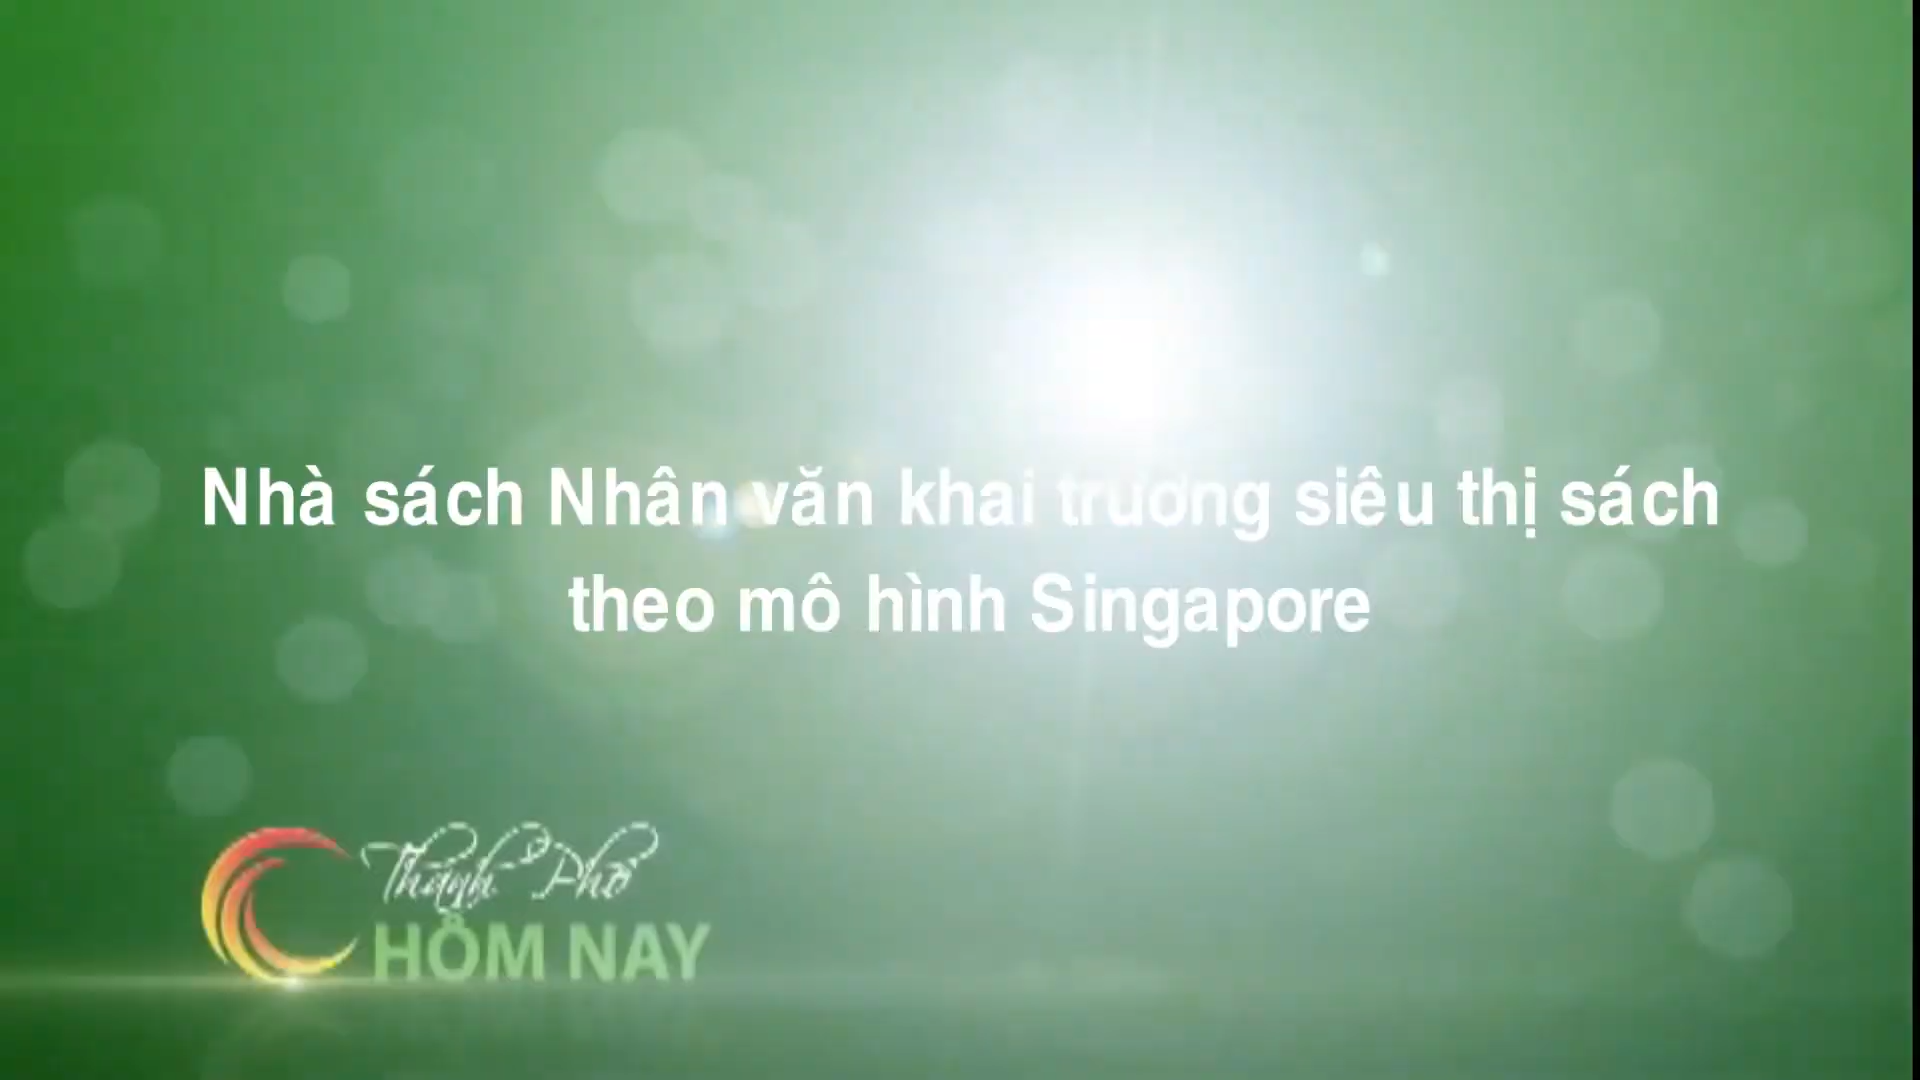 Nhà sách Nhân văn khai trương siêu thị sách
theo mô hình Singapore
Thành Phố
HÔM NAY